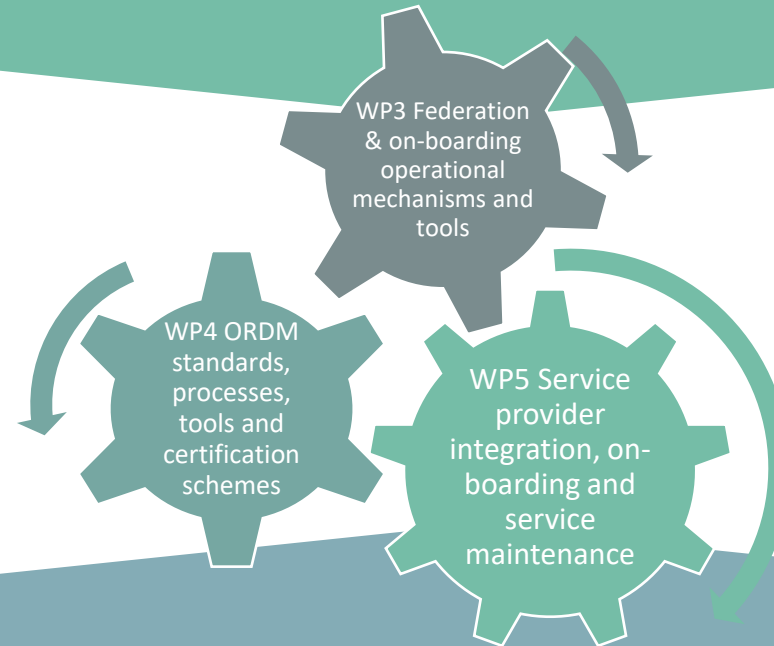 WP3 Federation
& on-boarding
operational
mechanisms and
tools
WP4 ORDM
standards,
processes,
tools and
certification
schemes
WP5 Service
provider
integration, on-
boarding and
service
maintenance